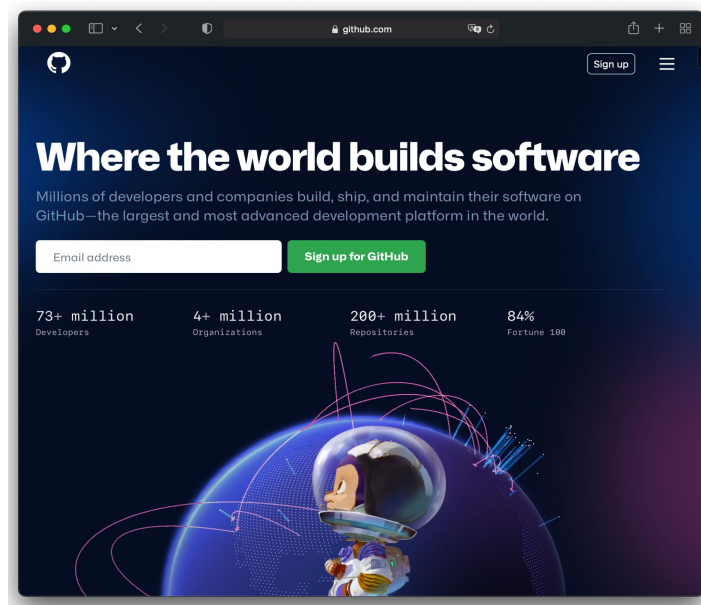 github.com
Sign up
Where the world builds software
Millions of developers and companies build, ship, and maintain their software on
GitHub—the largest and most advanced development platform in the world.
Email address
Sign up for GitHub
73+ million
Developers
4+ million
Organizations
200+ million
Repositories
84%
Fortune 100